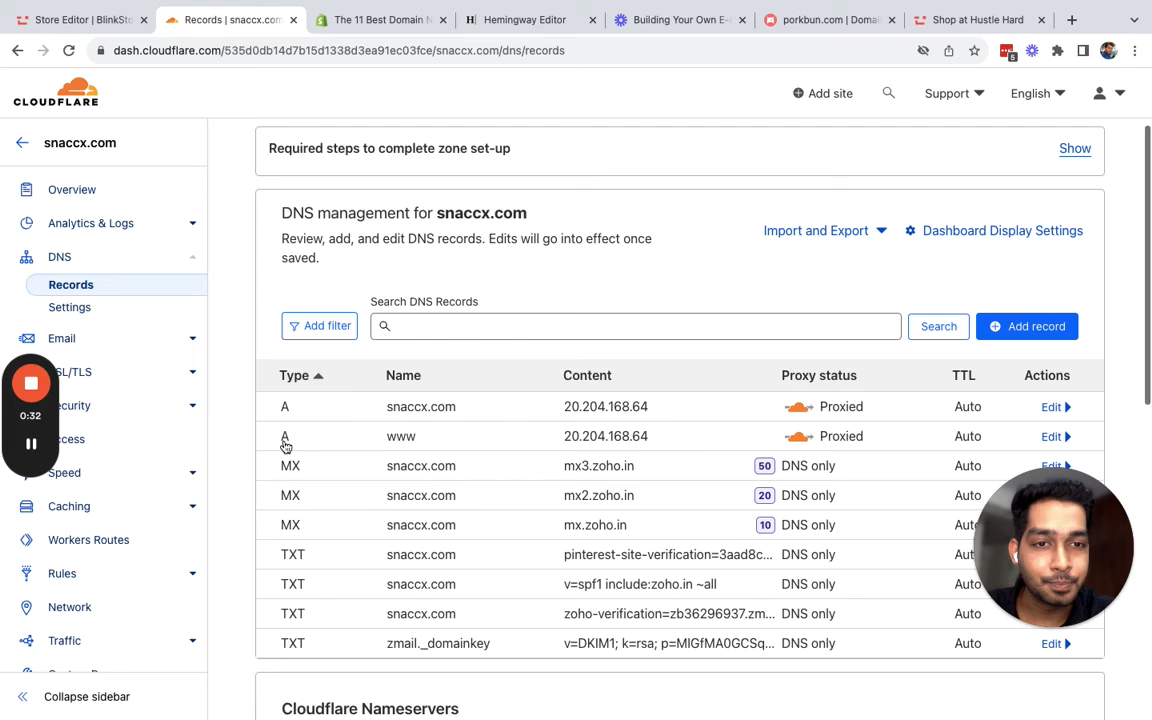 Store Editor | BlinkSto
Records | snaccx.com
The 11 Best Domain N
Hemingway Editor
Building Your Own E-
porkbun.com | Domai
Shop at Hustle Hard
dash.cloudflare.com/535d0db14d7b15d1338d3ea91ec03fce/snaccx.com/dns/records
5
CLOUDFLARE
Add site
Support
English
snaccx.com
Overview
Analytics & Logs
DNS
Records
Settings
Email
SL/TLS
ecurity
ccess
Speed
Caching
Workers Routes
Rules
Network
Traffic
Collapse sidebar
0:32
Required steps to complete zone set-up
Show
DNS management for snaccx.com
Review, add, and edit DNS records. Edits will go into effect once
saved.
Import and Export
Dashboard Display Settings
Search DNS Records
Add filter
Search
Add record
Type Name Content Proxy status TTL Actions
A snaccx.com 20.204.168.64 Proxied Auto Edit
A www 20.204.168.64 Proxied Auto Edit
MX snaccx.com mx3.zoho.in 50 DNS only Auto Edit
MX snaccx.com mx2.zoho.in 20 DNS only Auto
MX snaccx.com mx.zoho.in 10 DNS only Auto
TXT snaccx.com pinterest-site-verification=3aad8c... DNS only Aut
TXT snaccx.com v=spf1 include:zoho.in ~all DNS only Aut
TXT snaccx.com zoho-verification=zb36296937.zm... DNS only Auto
TXT zmail._domainkey v=DKIM1; k=rsa; p=MIGfMA0GCSq... DNS only Auto Edit
Cloudflare Nameservers